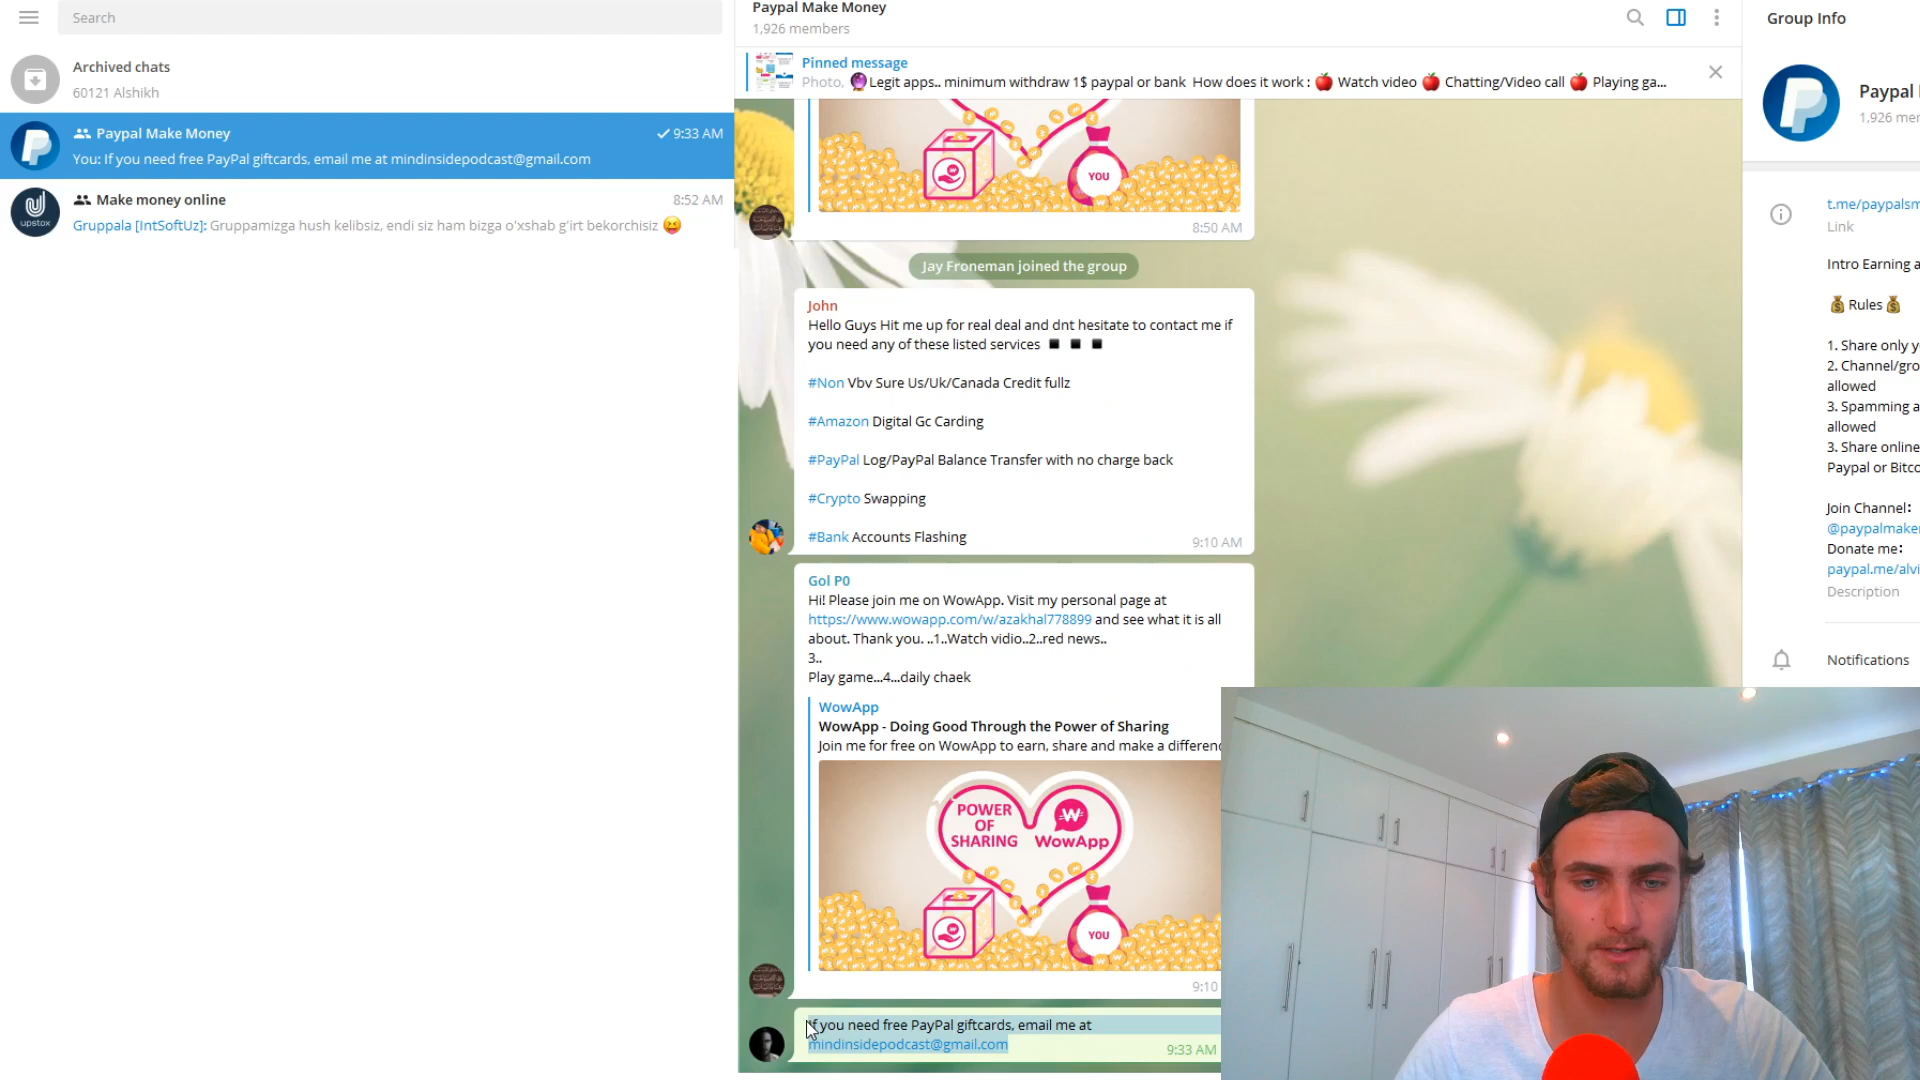 Search
Archived chats
60121 Alshikh
Paypal Make Money
9:33 AM
You: If you need free PayPal giftcards, email me at mindinsidepodcast@gmail.com
upstox
Make money online
8:52 AM
Gruppala [IntSoftUz]: Gruppamizga hush kelibsiz, endi siz ham bizga o'xshab g'irt bekorchisiz 😝
Paypal Make Money
1,926 members
Pinned message
Photo, 🔮Legit apps.. minimum withdraw 1$ paypal or bank How does it work : 🍎 Watch video 🍎 Chatting/Video call 🍎 Playing ga...
YOU
8:50 AM
Jay Froneman joined the group
John
Hello Guys Hit me up for real deal and dnt hesitate to contact me if
you need any of these listed services ◾ ◾ ◾
#Non Vbv Sure Us/Uk/Canada Credit fullz
#Amazon Digital Gc Carding
#PayPal Log/PayPal Balance Transfer with no charge back
#Crypto Swapping
#Bank Accounts Flashing
9:10 AM
Gol P0
Hi! Please join me on WowApp. Visit my personal page at
https://www.wowapp.com/w/azakhal778899 and see what it is all
about. Thank you. ..1..Watch vidio..2..red news..
3..
Play game...4...daily chaek
WowApp
WowApp - Doing Good Through the Power of Sharing
Join me for free on WowApp to earn, share and make a differenc
POWER
OF
SHARING
W
WowApp
YOU
9:10
If you need free PayPal giftcards, email me at
mindinsidepodcast@gmail.com
9:33 AM
Group Info
Paypal
1,926 mem
t.me/paypalsm
Link
Intro Earning a
💰 Rules 💰
1. Share only y
2. Channel/gro
allowed
3. Spamming a
allowed
3. Share online
Paypal or Bitco
Join Channel:
@paypalmaker
Donate me:
paypal.me/alvi
Description
Notifications